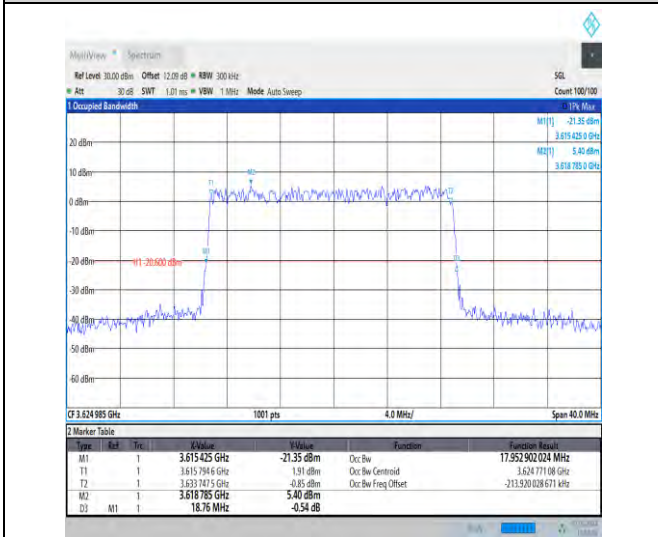 MultiView Spectrum
Ref Level 30.00 dBm Offset 12.09 dB RBW 300 kHz SGL
Att 30 dB SWT 1.01 ms VBW 1 MHz Mode Auto Sweep Count 100/100
1 Occupied Bandwidth 1Pk Max
M1[1] -21.35 dBm
3.615 425 0 GHz
M2[1] 5.40 dBm
3.618 785 0 GHz
20 dBm
10 dBm
M2
T1
T2
0 dBm
-10 dBm
M1
-20 dBm
H1 -20.600 dBm
D3
-30 dBm
-40 dBm
-50 dBm
-60 dBm
CF 3.624 985 GHz 1001 pts 4.0 MHz/ Span 40.0 MHz
2 Marker Table
Type Ref Trc X-Value Y-Value Function Function Result
M1 1 3.615 425 GHz -21.35 dBm Occ Bw 17.952 902 024 MHz
T1 1 3.615 794 6 GHz 1.91 dBm Occ Bw Centroid 3.624 771 08 GHz
T2 1 3.633 747 5 GHz -0.85 dBm Occ Bw Freq Offset -213.920 028 671 kHz
M2 1 3.618 785 GHz 5.40 dBm
D3 M1 1 18.76 MHz -0.54 dB